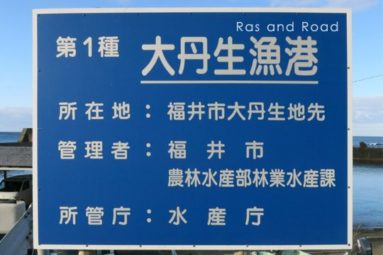 Ras and Road
第1種 大丹生漁港
所在地：福井市大丹生地先
管理者：福井市
農林水産部林業水産課
所管庁：水産庁